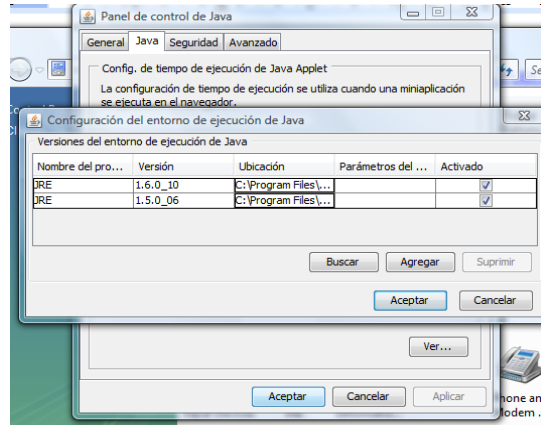 Panel de control de Java
General Java Seguridad Avanzado
Config. de tiempo de ejecución de Java Applet
La configuración de tiempo de ejecución se utiliza cuando una miniaplicación
se ejecuta en el navegador.
Configuración del entorno de ejecución de Java
Versiones del entorno de ejecución de Java
Nombre del pro... Versión Ubicación Parámetros del ... Activado
JRE 1.6.0_10 C:\Program Files\...
JRE 1.5.0_06 C:\Program Files\...
Buscar Agregar Suprimir
Aceptar Cancelar
Ver...
Aceptar Cancelar Aplicar